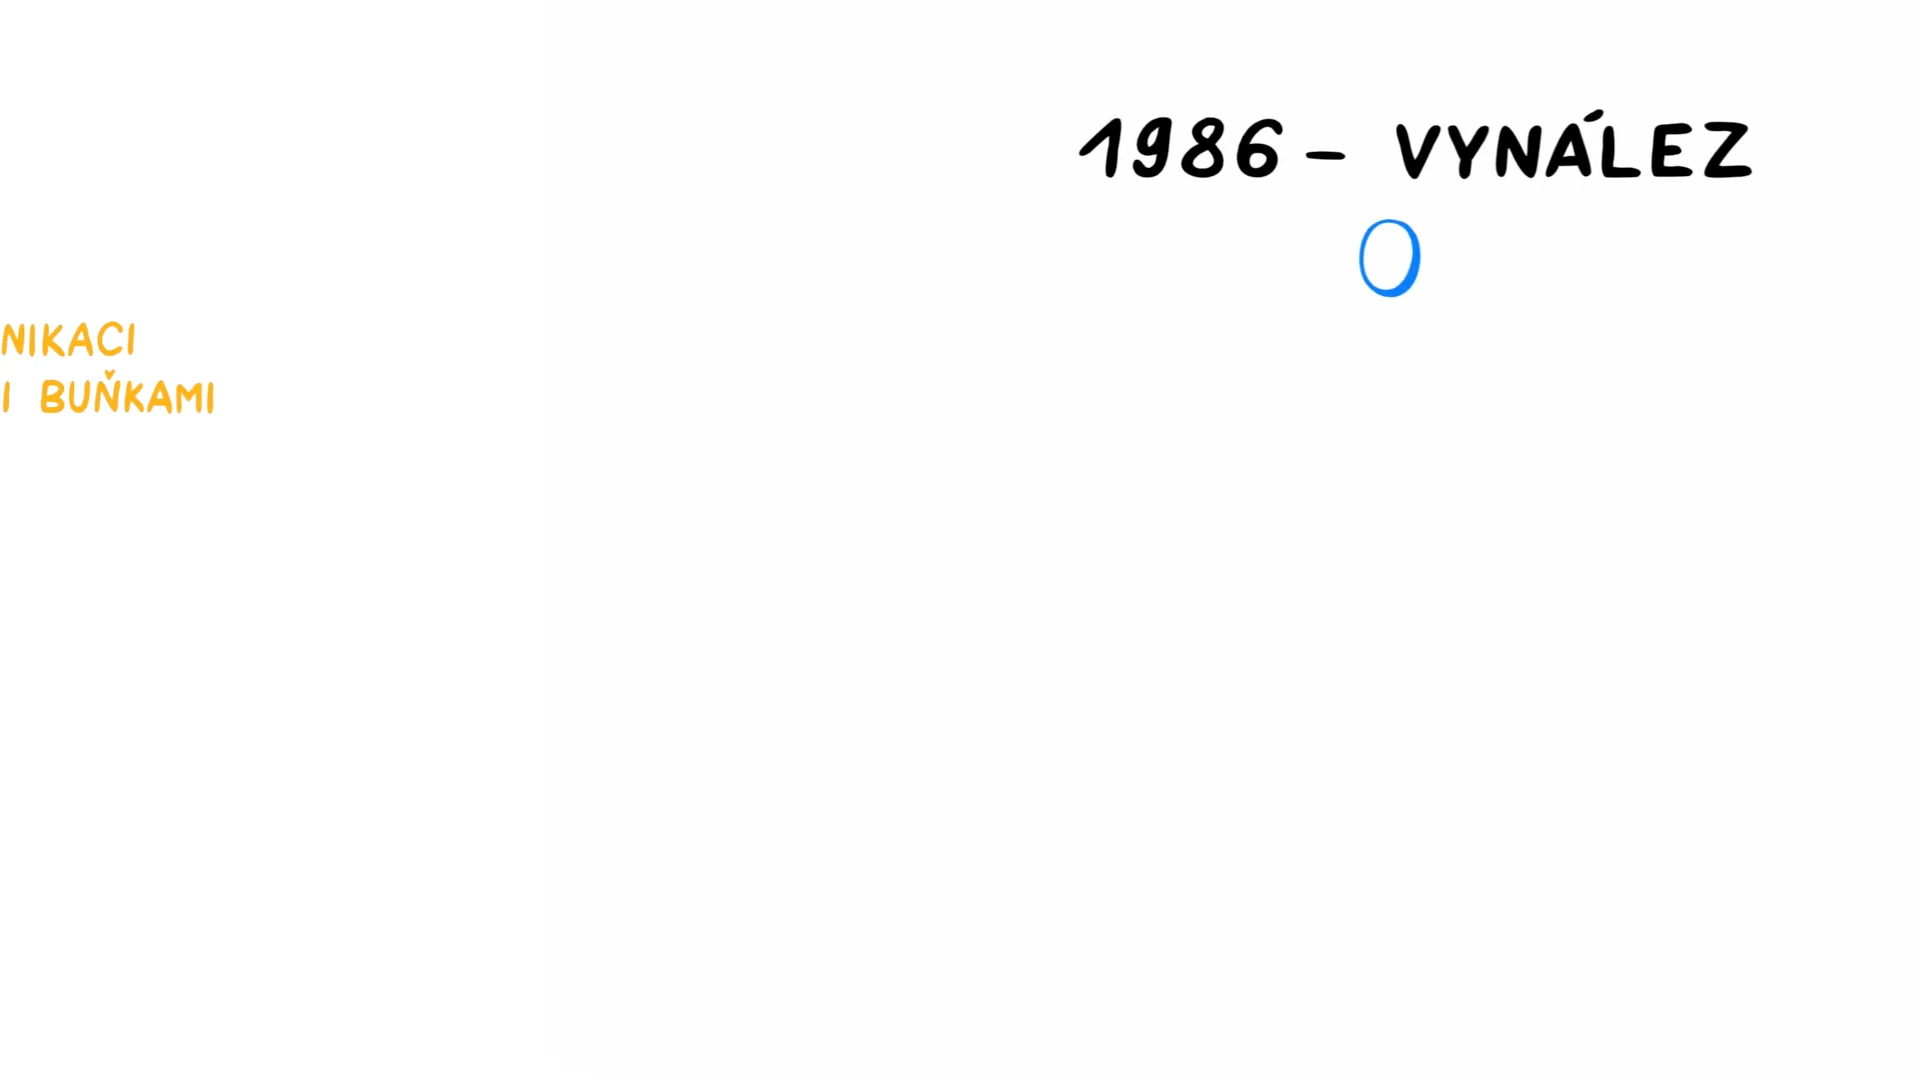 1986 – VYNÁLEZ
O
NIKACI
I BUŇKAMI